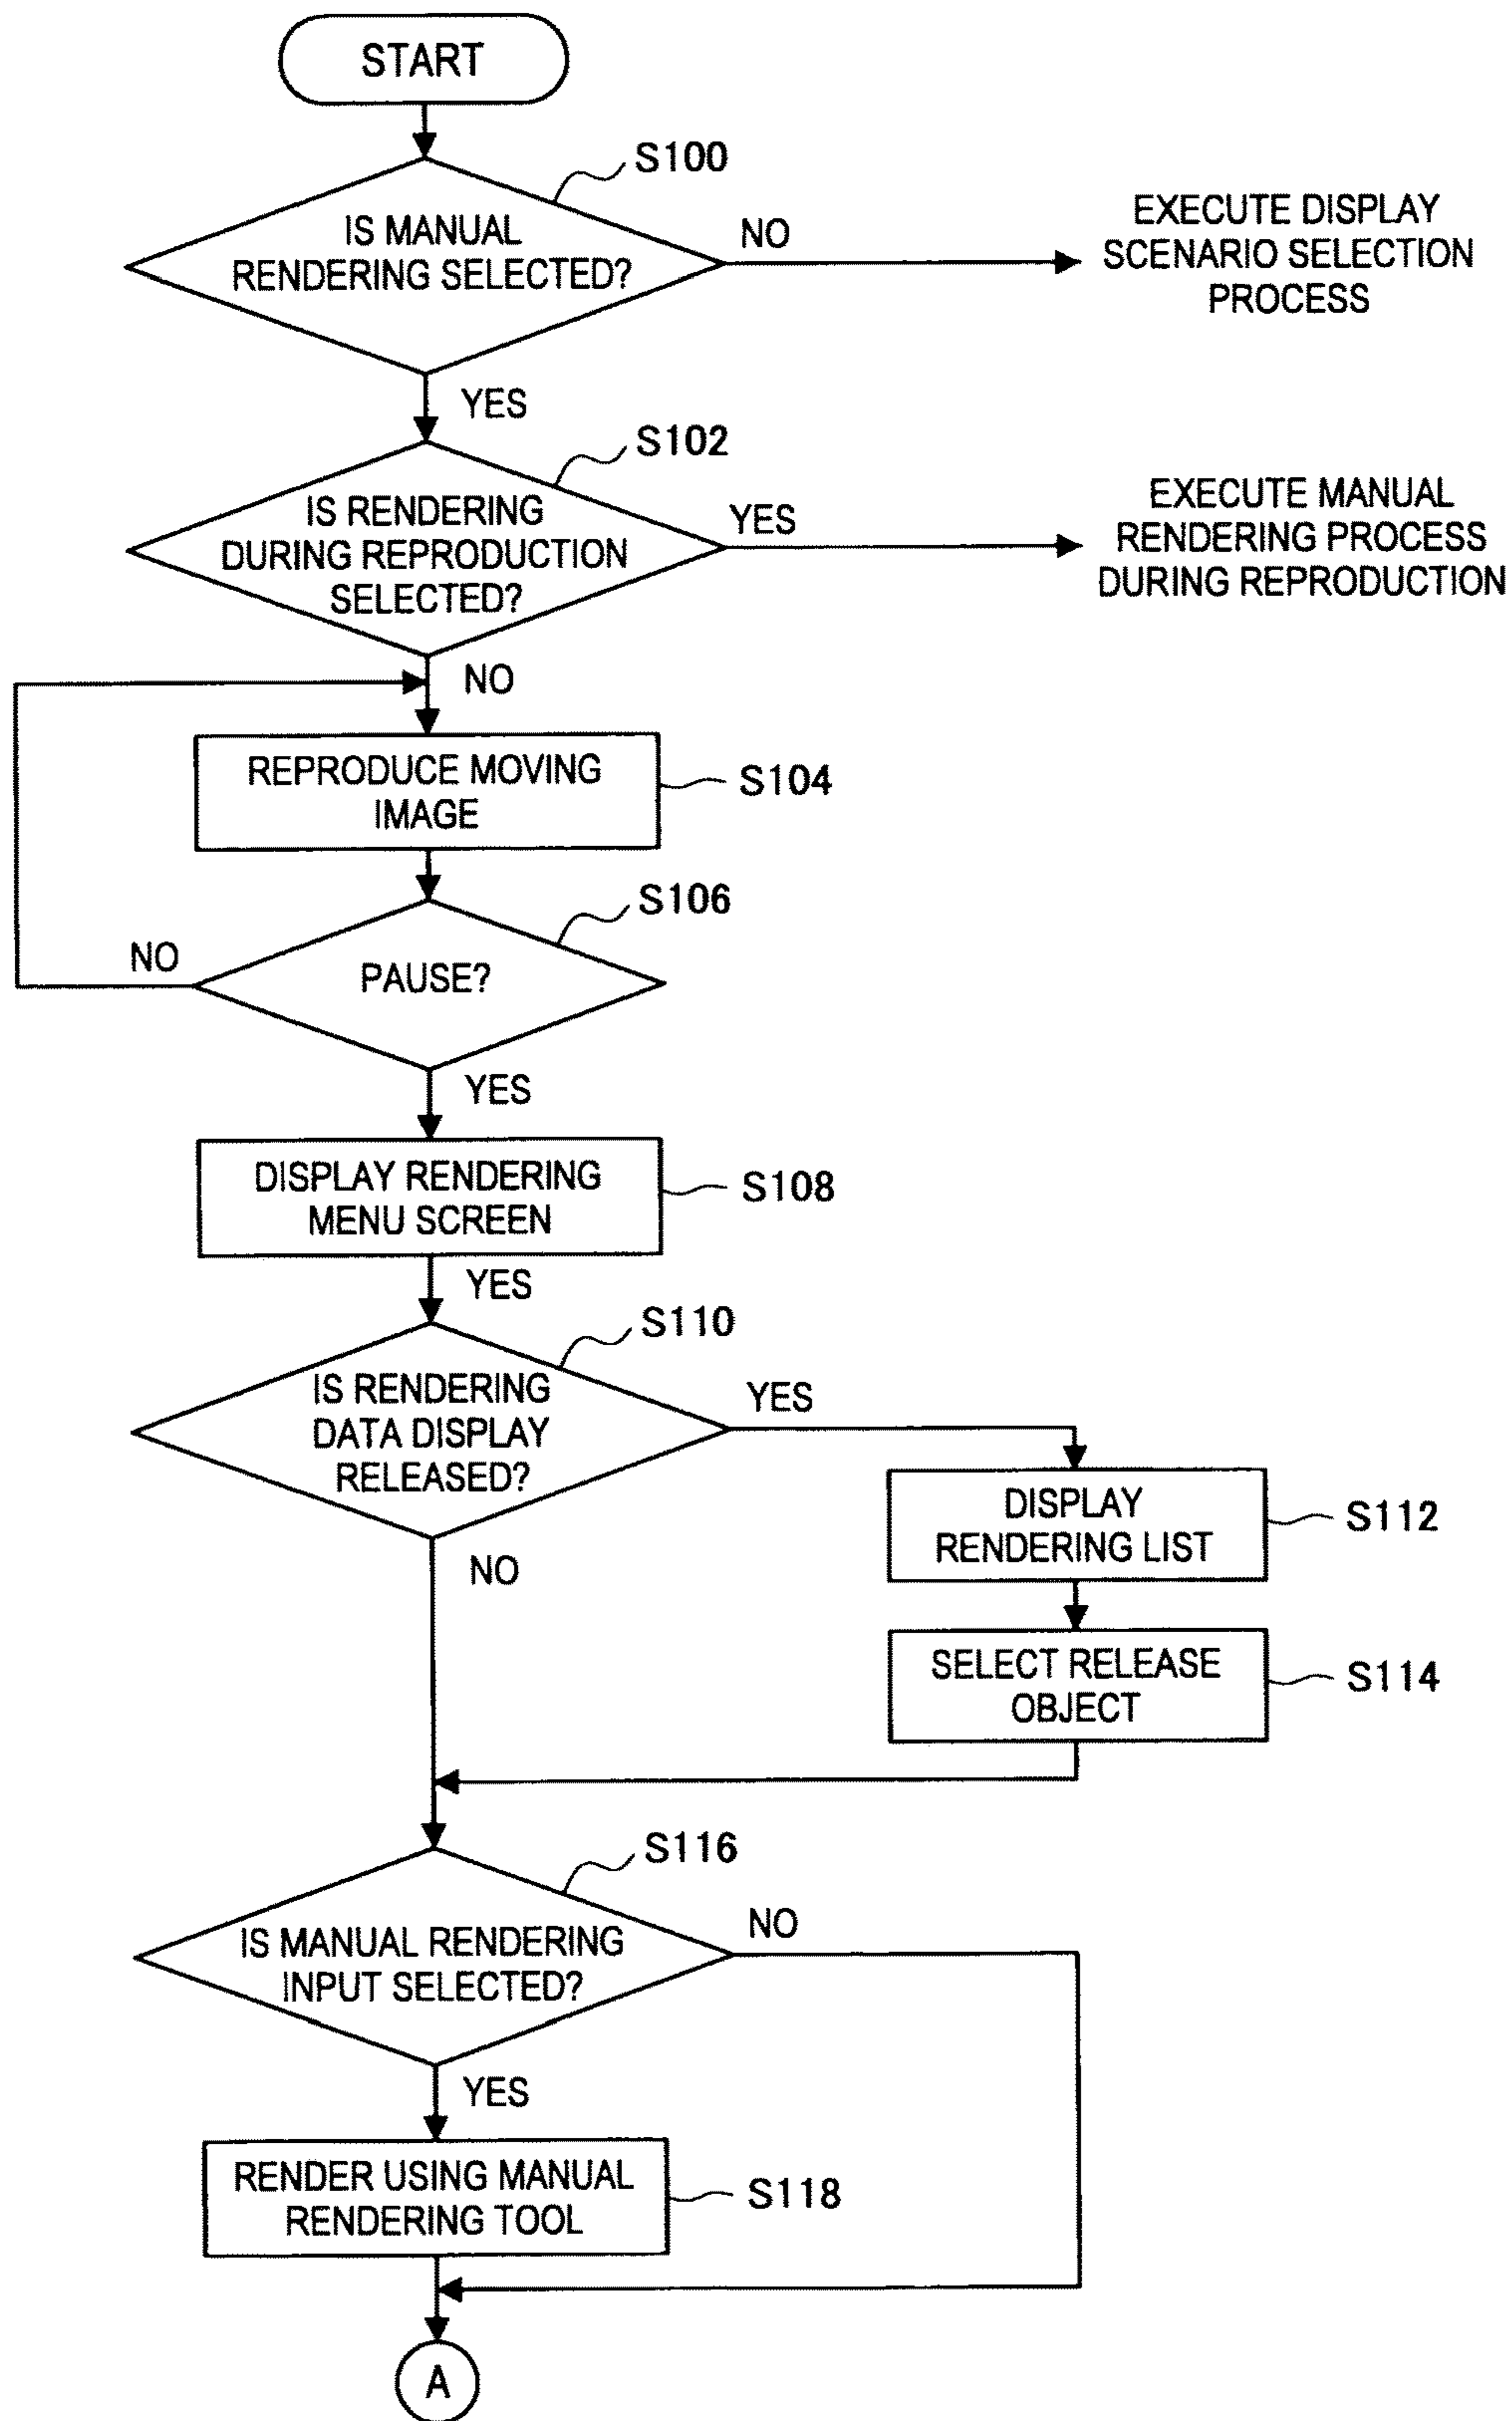 START
S100
IS MANUAL
RENDERING SELECTED?
NO
EXECUTE DISPLAY
SCENARIO SELECTION
PROCESS
YES
S102
IS RENDERING
DURING REPRODUCTION
SELECTED?
YES
EXECUTE MANUAL
RENDERING PROCESS
DURING REPRODUCTION
NO
REPRODUCE MOVING
IMAGE
S104
S106
NO
PAUSE?
YES
DISPLAY RENDERING
MENU SCREEN
S108
YES
S110
IS RENDERING
DATA DISPLAY
RELEASED?
YES
DISPLAY
RENDERING LIST
S112
NO
SELECT RELEASE
OBJECT
S114
S116
IS MANUAL RENDERING
INPUT SELECTED?
NO
YES
RENDER USING MANUAL
RENDERING TOOL
S118
A